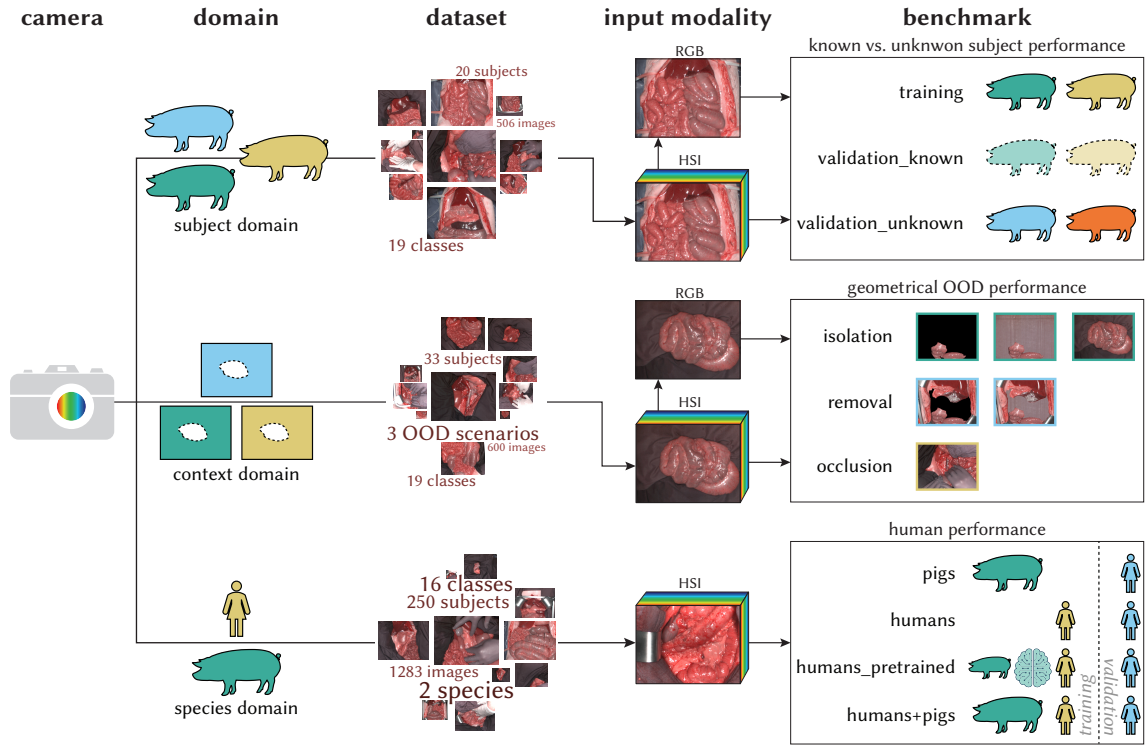 camera
domain
dataset
input modality
benchmark
subject domain
20 subjects
506 images
19 classes
RGB
HSI
known vs. unknwon subject performance
training
validation_known
validation_unknown
context domain
33 subjects
3 OOD scenarios
600 images
19 classes
RGB
HSI
geometrical OOD performance
isolation
removal
occlusion
species domain
16 classes
250 subjects
1283 images
2 species
HSI
human performance
pigs
humans
humans_pretrained
humans+pigs
training
validation